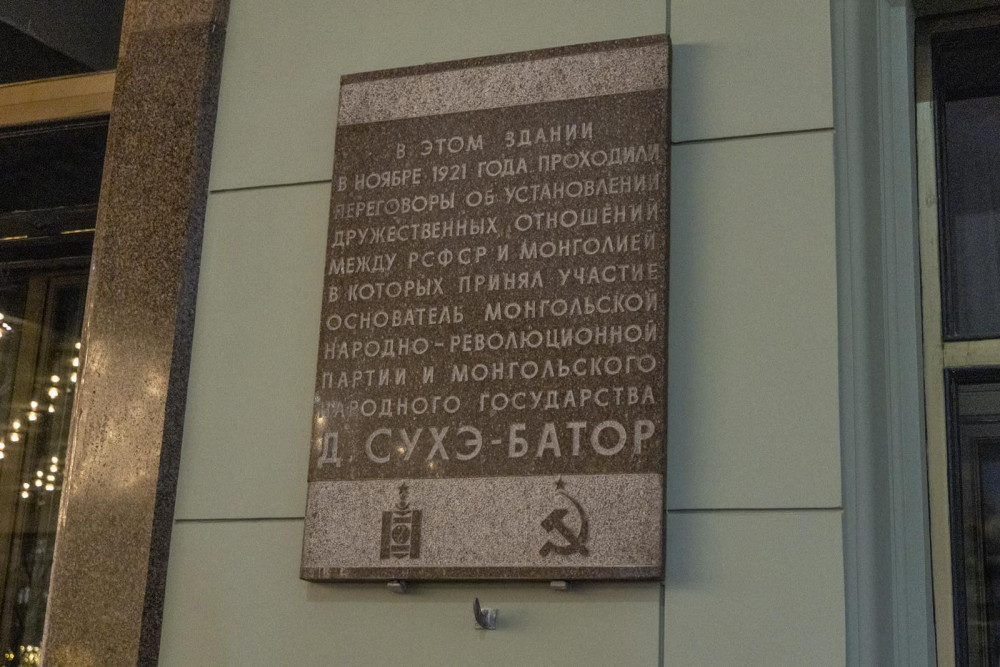 В ЭТОМ ЗДАНИИ
В НОЯБРЕ 1921 ГОДА ПРОХОДИЛИ
ПЕРЕГОВОРЫ ОБ УСТАНОВЛЕНИИ
ДРУЖЕСТВЕННЫХ ОТНОШЕНИЙ
МЕЖДУ РСФСР И МОНГОЛИЕЙ
В КОТОРЫХ ПРИНЯЛ УЧАСТИЕ
ОСНОВАТЕЛЬ МОНГОЛЬСКОЙ
НАРОДНО-РЕВОЛЮЦИОННОЙ
ПАРТИИ И МОНГОЛЬСКОГО
НАРОДНОГО ГОСУДАРСТВА
Д. СУХЭ-БАТОР